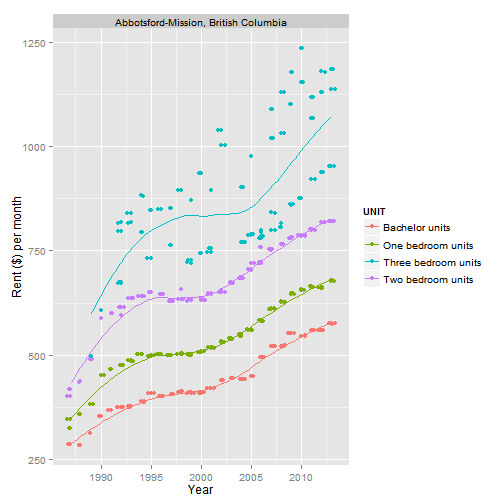 Abbotsford-Mission, British Columbia
1250
1000
750
500
250
Rent ($) per month
1990
1995
2000
2005
2010
Year
UNIT
Bachelor units
One bedroom units
Three bedroom units
Two bedroom units